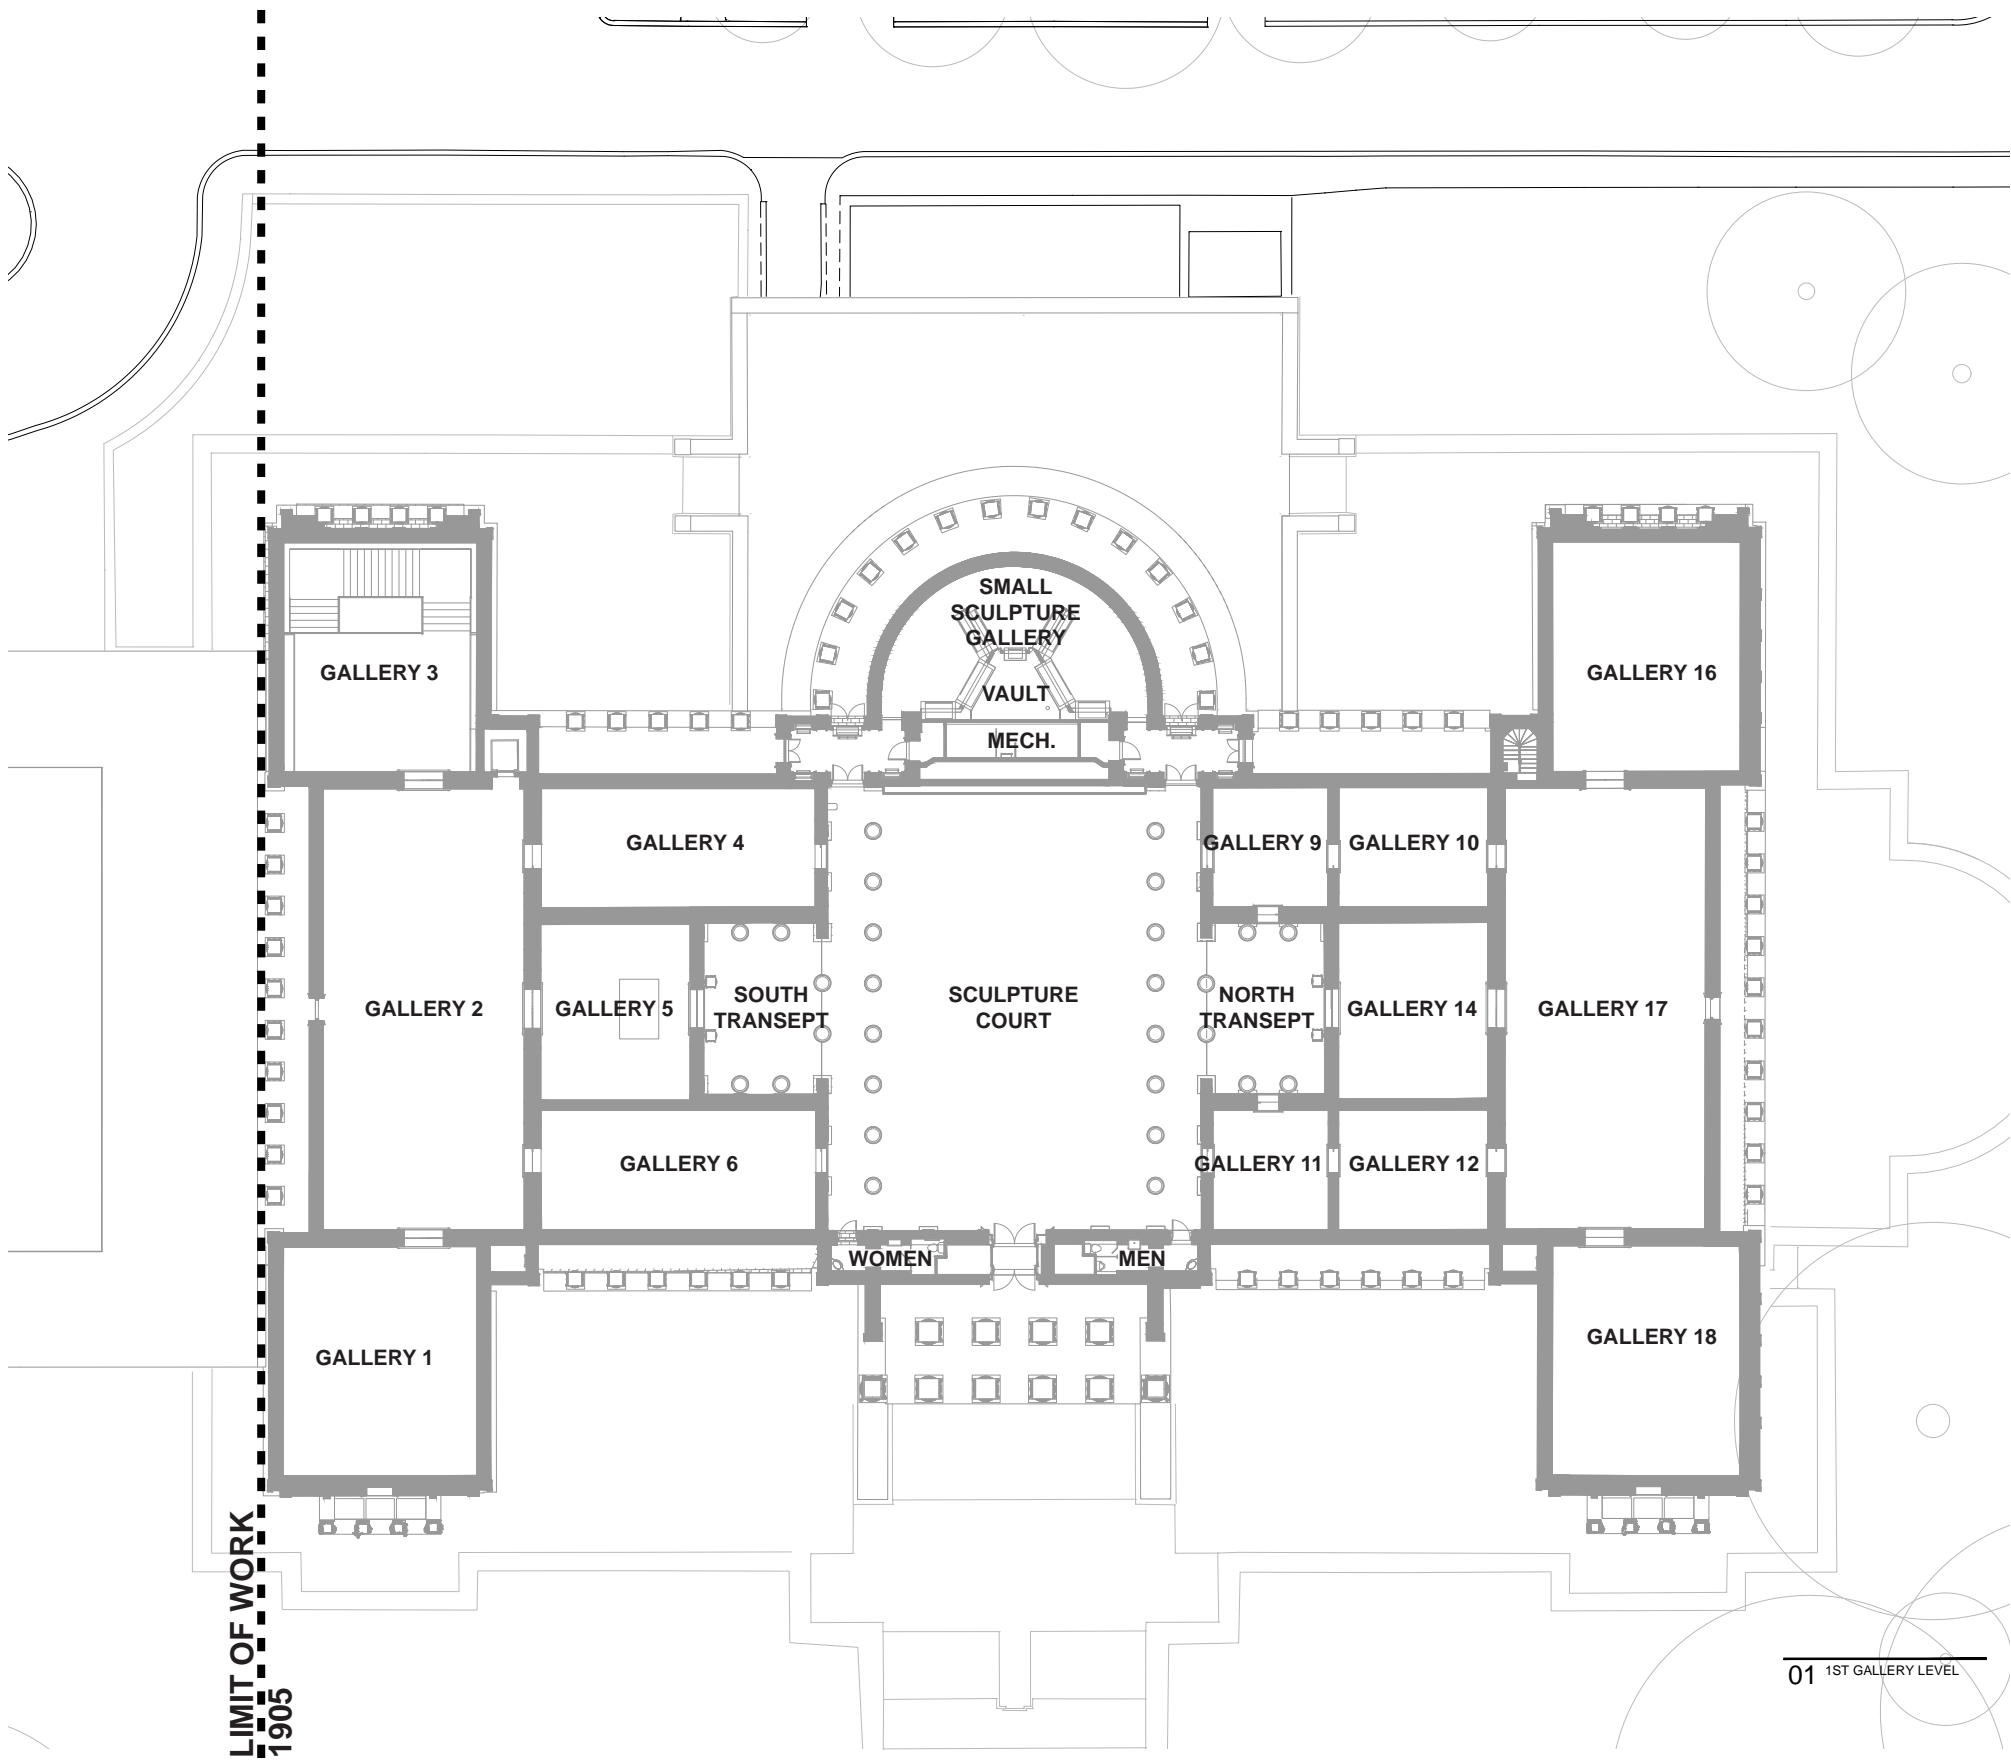 SMALL
SCULPTURE
GALLERY
GALLERY 3
VAULT
GALLERY 16
MECH.
GALLERY 4
GALLERY 9
GALLERY 10
GALLERY 2
GALLERY 5
SOUTH
TRANSEPT
SCULPTURE
COURT
NORTH
TRANSEPT
GALLERY 14
GALLERY 17
GALLERY 6
GALLERY 11
GALLERY 12
WOMEN
MEN
GALLERY 1
GALLERY 18
LIMIT OF WORK
1905
01 1ST GALLERY LEVEL